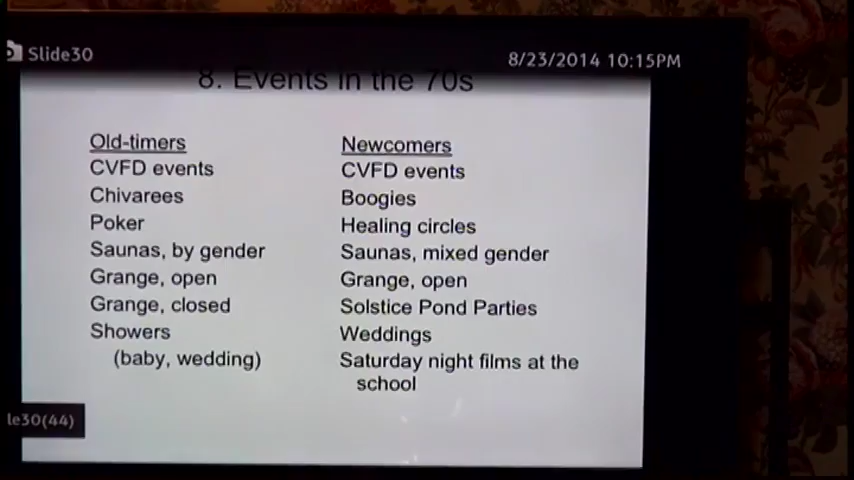 Slide30
8/23/2014 10:15PM
8. Events in the 70s
Old-timers
CVFD events
Chivarees
Poker
Saunas, by gender
Grange, open
Grange, closed
Showers
(baby, wedding)
Newcomers
CVFD events
Boogies
Healing circles
Saunas, mixed gender
Grange, open
Solstice Pond Parties
Weddings
Saturday night films at the
school
le30(44)